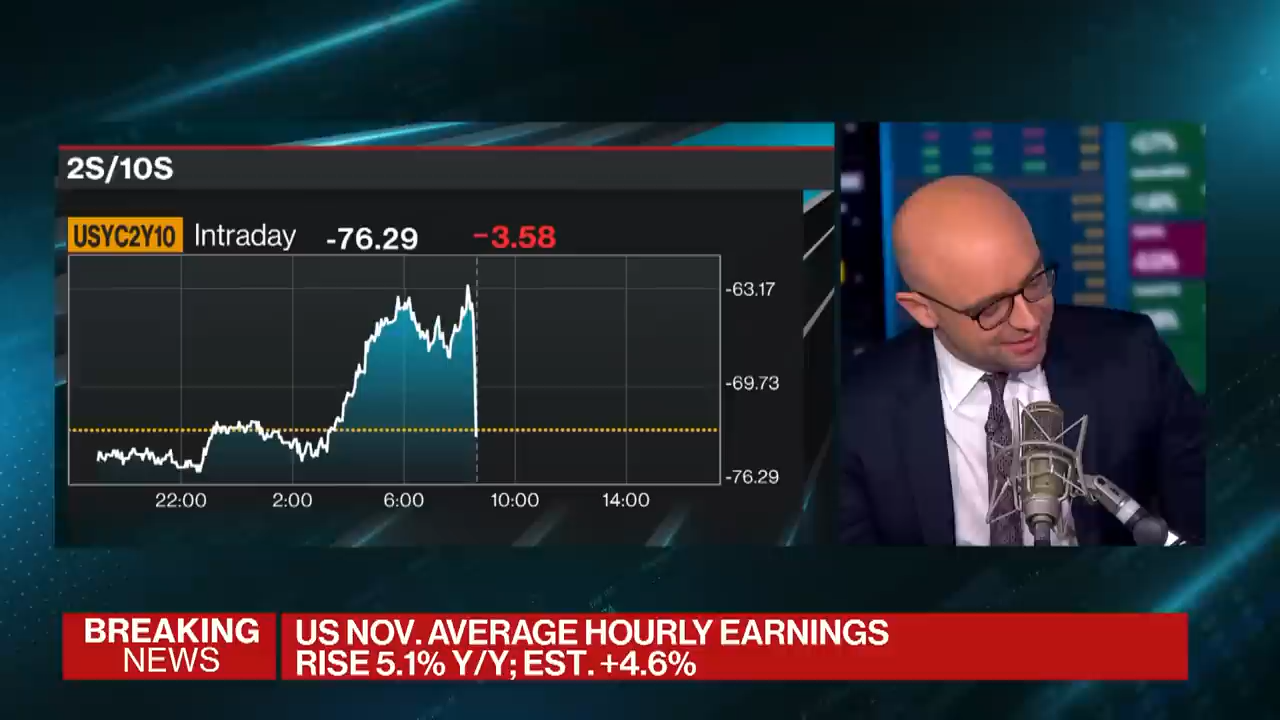 2S/10S
USYC2Y10 Intraday -76.29 -3.58
-63.17
-69.73
-76.29
22:00 2:00 6:00 10:00 14:00
BREAKING
NEWS
US NOV. AVERAGE HOURLY EARNINGS
RISE 5.1% Y/Y; EST. +4.6%